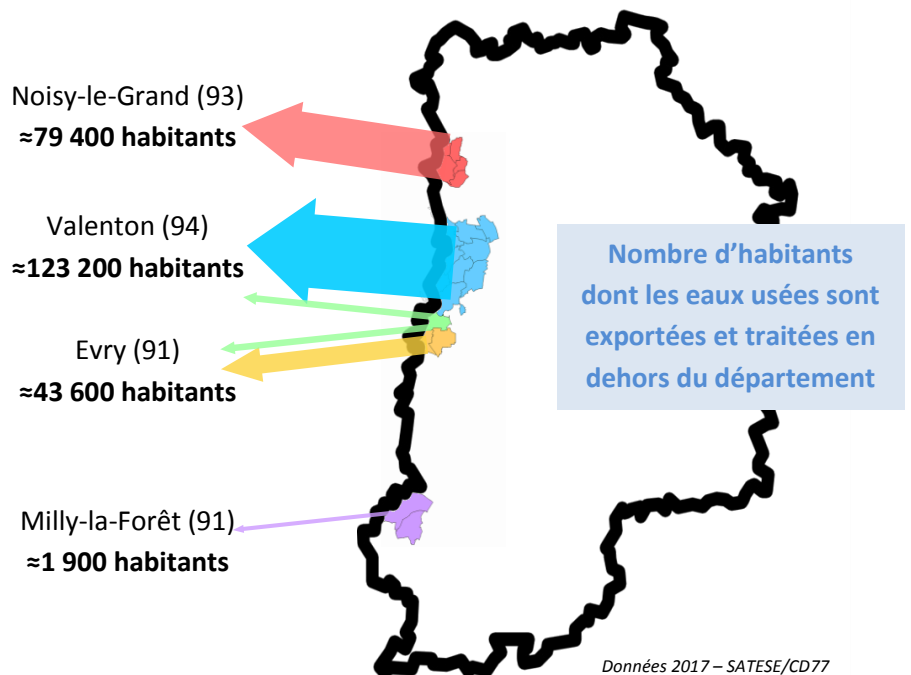 Noisy-le-Grand (93)
≈79 400 habitants
Valenton (94)
≈123 200 habitants
Evry (91)
≈43 600 habitants
Milly-la-Forêt (91)
≈1 900 habitants
Nombre d’habitants
dont les eaux usées sont
exportées et traitées en
dehors du département
Données 2017 – SATESE/CD77